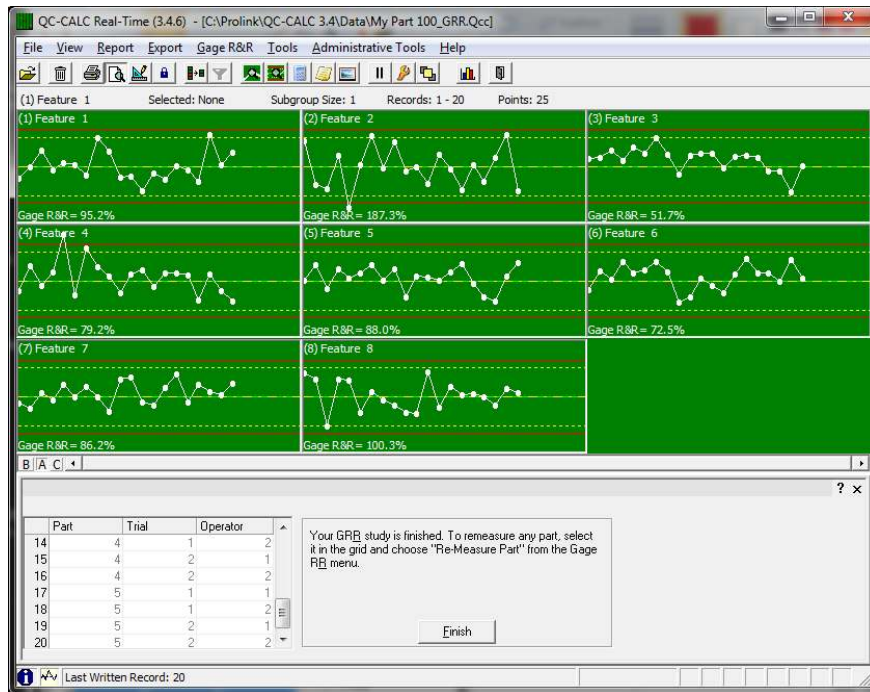 QC-CALC Real-Time (3.4.6) - [C:\Prolink\QC-CALC 3.4\Data\My Part 100_GRR.Qcc]
File View Report Export Gage R&R Tools Administrative Tools Help
(1) Feature 1 Selected: None Subgroup Size: 1 Records: 1 - 20 Points: 25
(1) Feature 1
Gage R&R= 95.2%
(2) Feature 2
Gage R&R= 187.3%
(3) Feature 3
Gage R&R= 51.7%
(4) Feature 4
Gage R&R= 79.2%
(5) Feature 5
Gage R&R= 88.0%
(6) Feature 6
Gage R&R= 72.5%
(7) Feature 7
Gage R&R= 86.2%
(8) Feature 8
Gage R&R= 100.3%
B A C
? x
Part Trial Operator
14 4 1 2
15 4 2 1
16 4 2 2
17 5 1 1
18 5 1 2
19 5 2 1
20 5 2 2
Your GRR study is finished. To remeasure any part, select
it in the grid and choose "Re-Measure Part" from the Gage
RR menu.
Finish
Last Written Record: 20